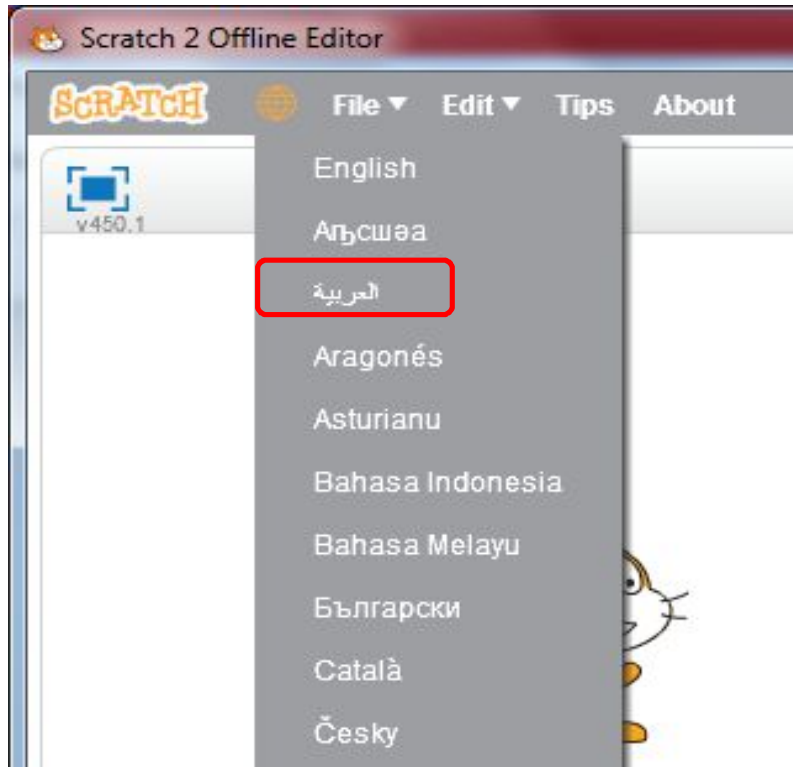 Scratch 2 Offline Editor
SCRATCH File Edit Tips About
v450.1
English
Аҧсшәа
العربية
Aragonés
Asturianu
Bahasa Indonesia
Bahasa Melayu
Български
Català
Česky